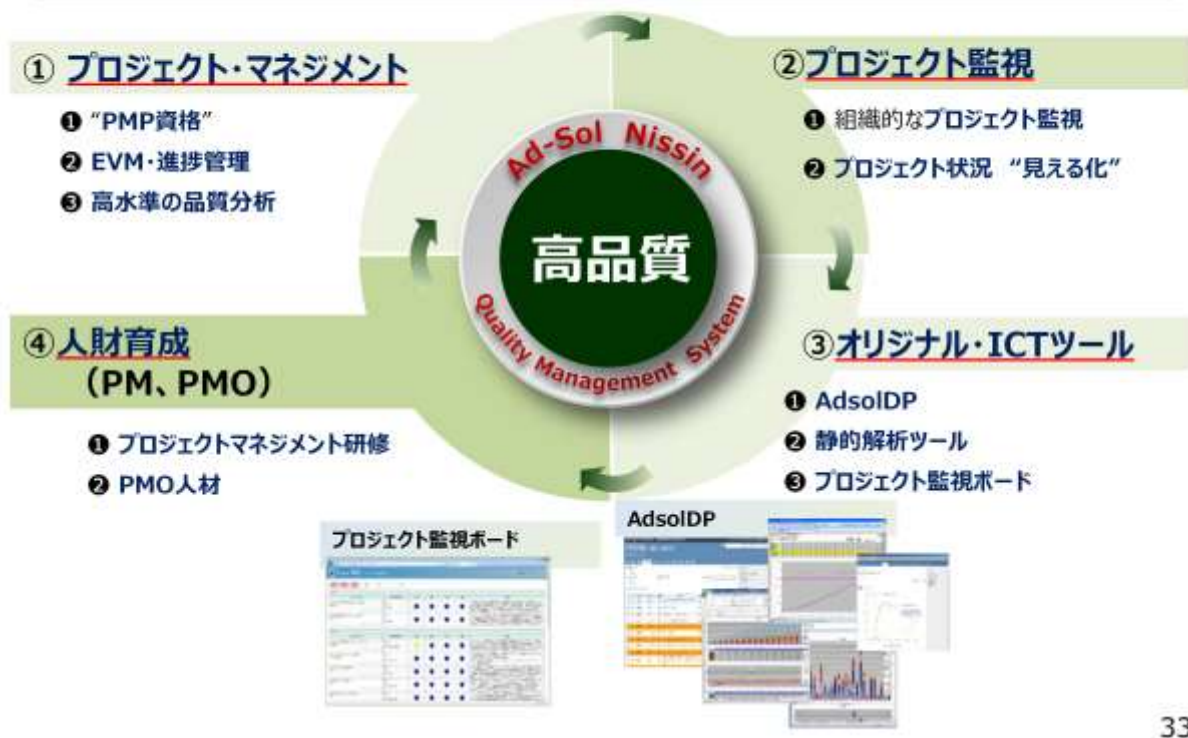 ① プロジェクト・マネジメント
❶ “PMP資格”
❷ EVM・進捗管理
❸ 高水準の品質分析
②プロジェクト監視
❶ 組織的なプロジェクト監視
❷ プロジェクト状況 “見える化”
Ad-Sol Nissin
高品質
Quality Management System
④人財育成
（PM、PMO）
❶ プロジェクトマネジメント研修
❷ PMO人材
③オリジナル・ICTツール
❶ AdsolDP
❷ 静的解析ツール
❸ プロジェクト監視ボード
プロジェクト監視ボード
AdsolDP
33